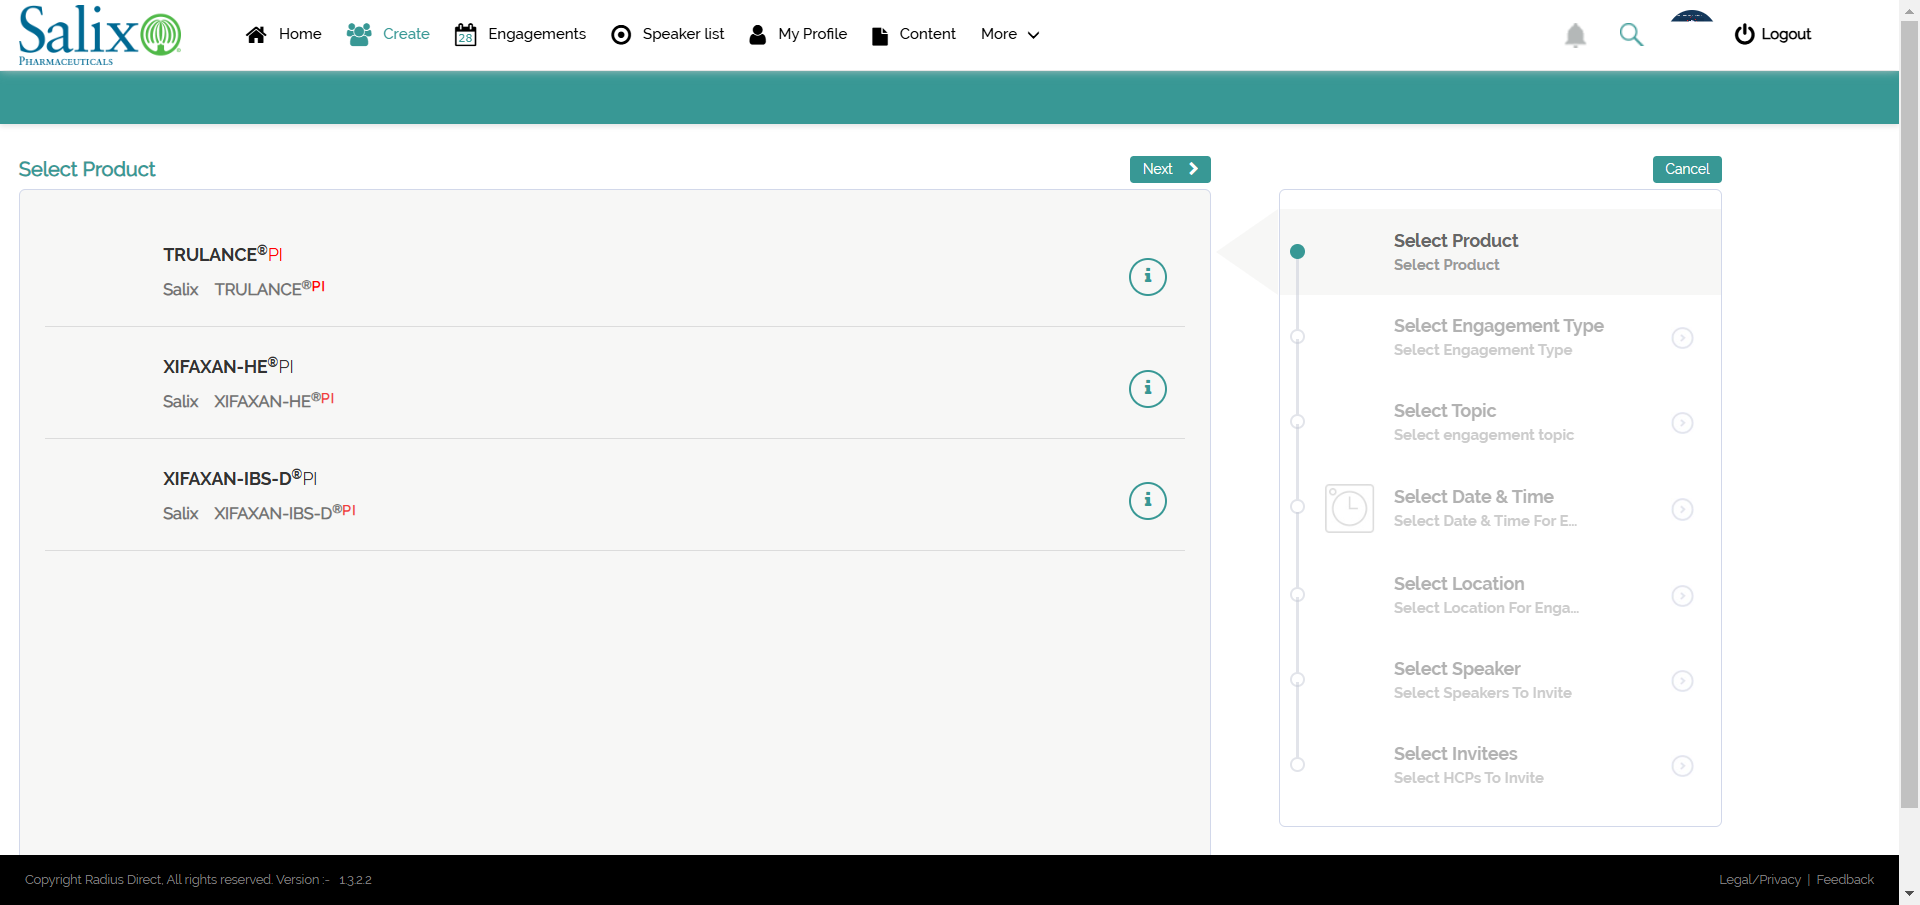 Salix
PHARMACEUTICALS
Home
Create
28
Engagements
Speaker list
My Profile
Content
More
Logout
Select Product
Next
Cancel
TRULANCE®PI
Salix TRULANCE®PI
XIFAXAN-HE®PI
Salix XIFAXAN-HE®PI
XIFAXAN-IBS-D®PI
Salix XIFAXAN-IBS-D®PI
Select Product
Select Product
Select Engagement Type
Select Engagement Type
Select Topic
Select engagement topic
Select Date & Time
Select Date & Time For E...
Select Location
Select Location For Enga...
Select Speaker
Select Speakers To Invite
Select Invitees
Select HCPs To Invite
Copyright Radius Direct, All rights reserved. Version :- 1.3.2.2
Legal/Privacy | Feedback